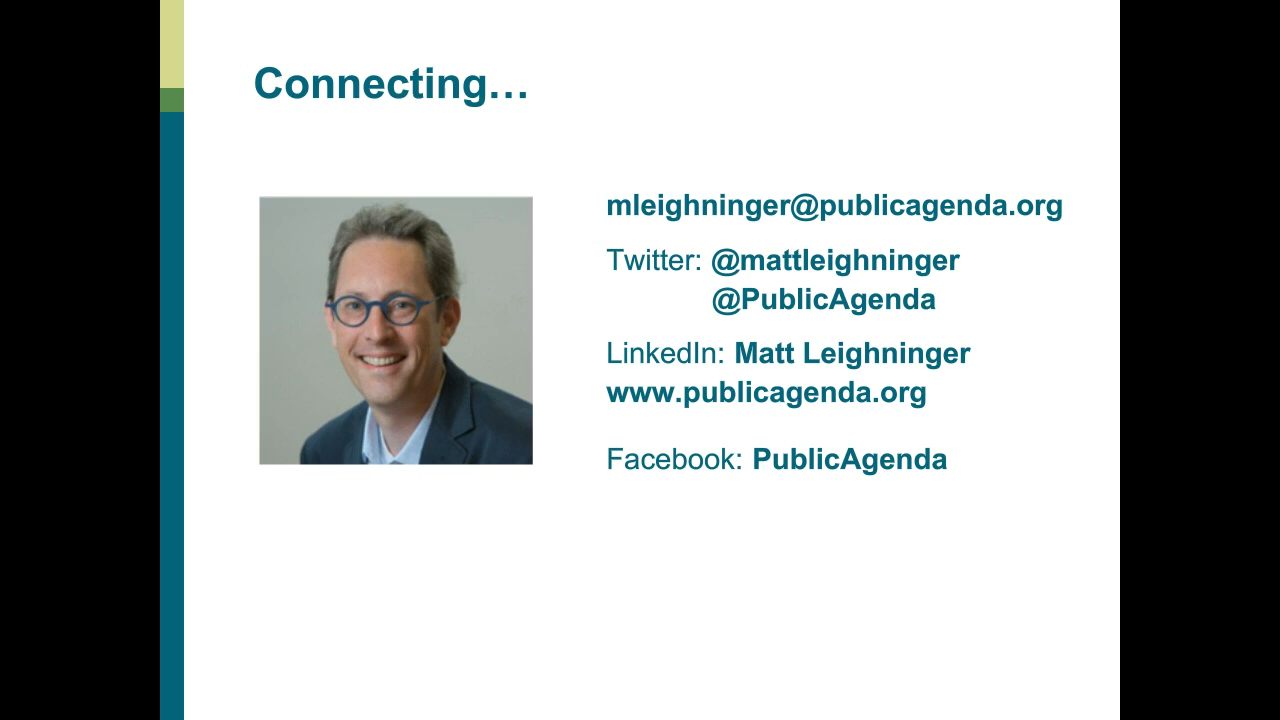 Connecting…
mleighninger@publicagenda.org
Twitter: @mattleighninger
@PublicAgenda
LinkedIn: Matt Leighninger
www.publicagenda.org
Facebook: PublicAgenda